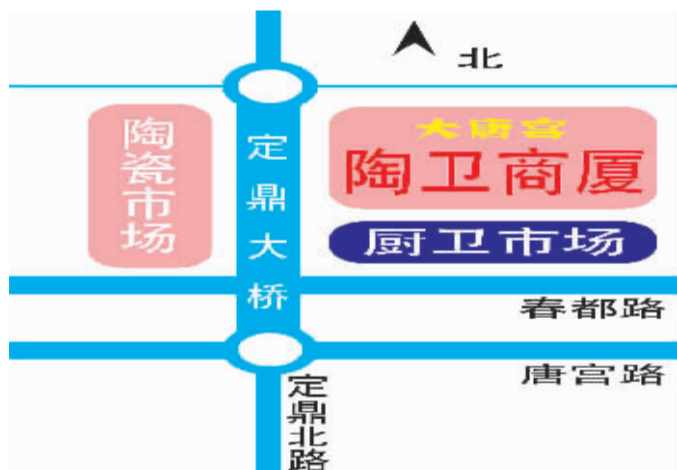 北
大唐宫
陶卫商厦
陶瓷市场
定鼎大桥
厨卫市场
春都路
唐宫路
定鼎北路